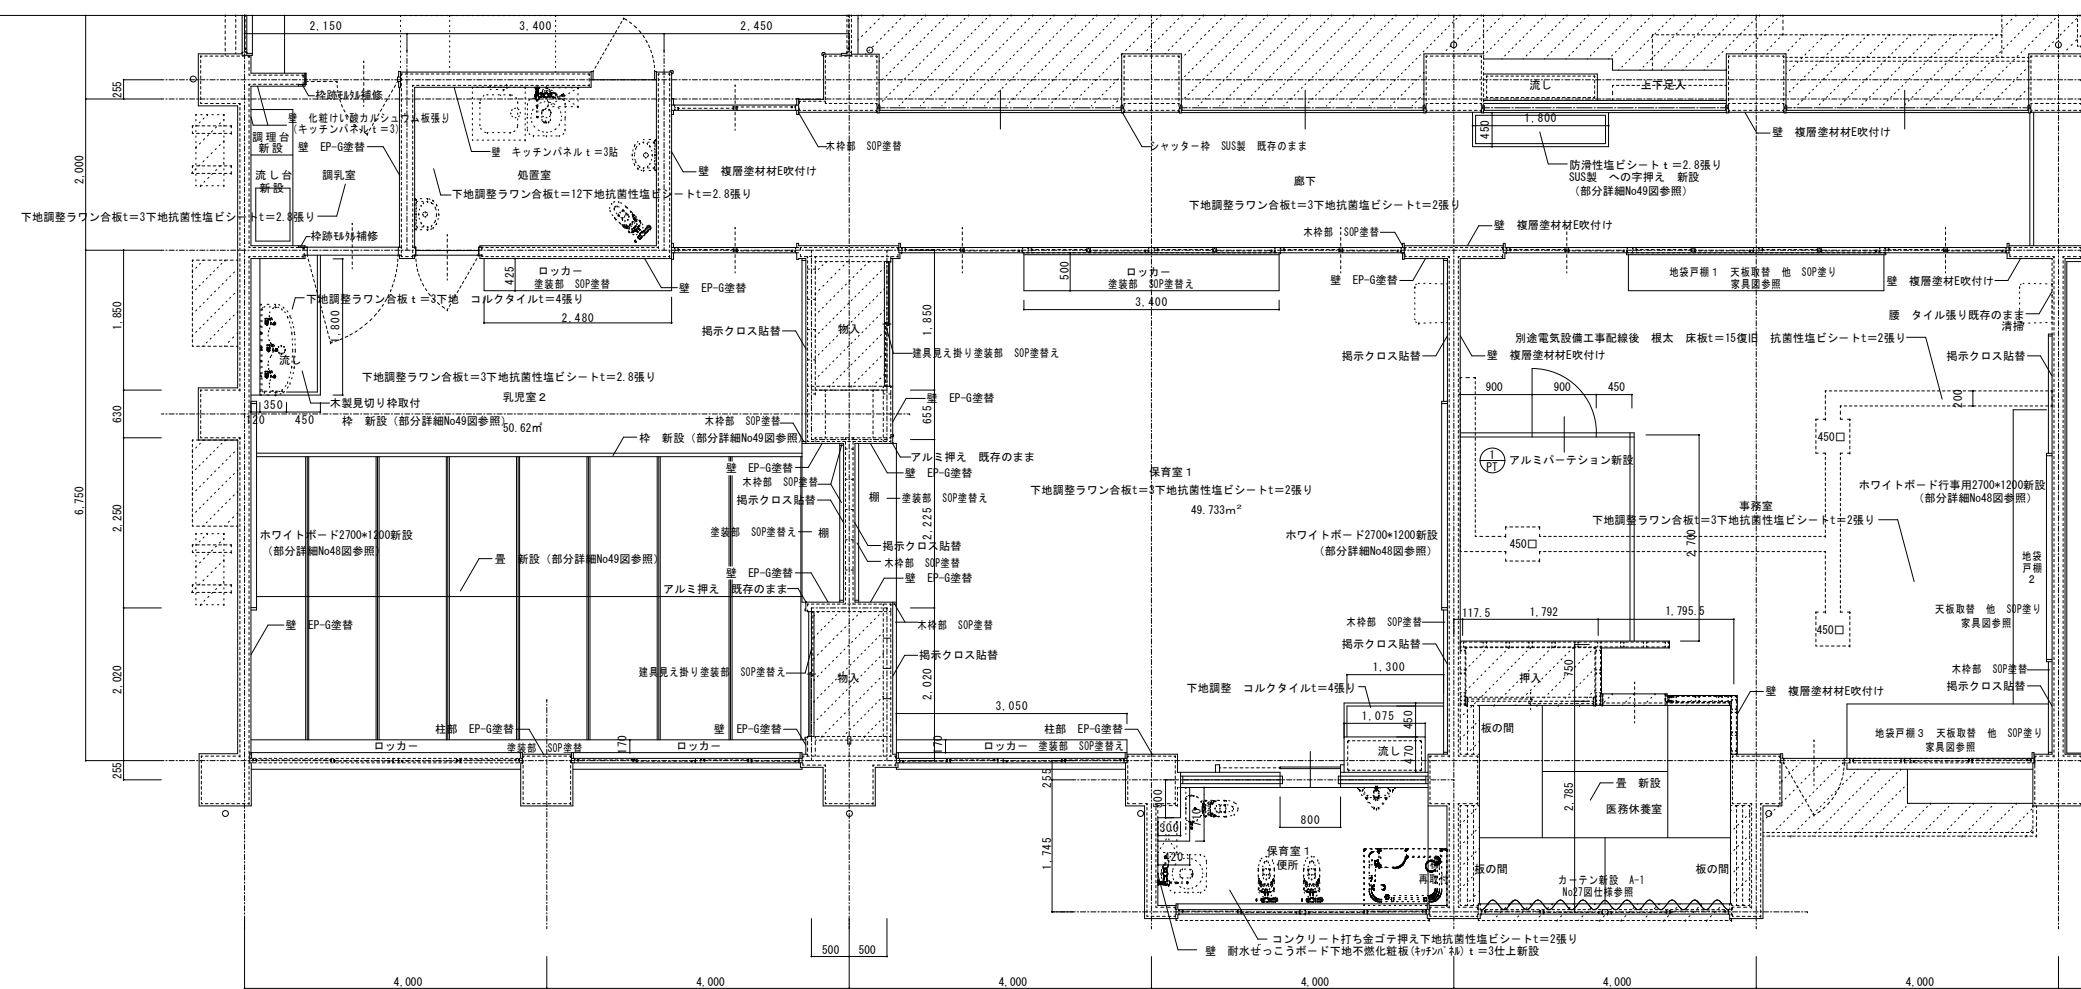 2,150
3,400
2,450
255
2,000
6,750
1,850
630
2,250
2,020
255
枠跡ﾓﾙﾀﾙ補修
壁 化粧けい酸カルシュウム板張り
(キッチンパネルt=3)
調理台
新設
壁 EP-G塗替
流し台
新設
調乳室
下地調整ラワン合板t=3下地抗菌性塩ビシートt=2.8張り
枠跡ﾓﾙﾀﾙ補修
壁 キッチンパネルt=3貼
処置室
下地調整ラワン合板t=12下地抗菌性塩ビシートt=2.8張り
壁 複層塗材材E吹付け
木枠部 SOP塗替
シャッター枠 SUS製 既存のまま
廊下
下地調整ラワン合板t=3下地抗菌塩ビシートt=2張り
流し
上下足入
1,800
450
壁 複層塗材材E吹付け
防滑性塩ビシートt=2.8張り
SUS製 への字押え 新設
(部分詳細No49図参照)
壁 複層塗材材E吹付け
木枠部 SOP塗替
425
ロッカー
塗装部 SOP塗替
壁 EP-G塗替
2,480
下地調整ラワン合板t=3下地 コルクタイルt=4張り
800
流し
350
450
木製見切り枠取付
下地調整ラワン合板t=3下地抗菌性塩ビシートt=2.8張り
乳児室2
50.62㎡
枠 新設(部分詳細No49図参照)
枠 新設(部分詳細No49図参照)
掲示クロス貼替
物入
1,850
建具見え掛り塗装部 SOP塗替え
壁 EP-G塗替
655
木枠部 SOP塗替
アルミ押え 既存のまま
壁 EP-G塗替
壁 EP-G塗替
木枠部 SOP塗替
掲示クロス貼替
棚
塗装部 SOP塗替え
塗装部 SOP塗替え
棚
2,225
掲示クロス貼替
木枠部 SOP塗替
壁 EP-G塗替
壁 EP-G塗替
アルミ押え 既存のまま
木枠部 SOP塗替
掲示クロス貼替
建具見え掛り塗装部 SOP塗替え
物入
2,020
ホワイトボード2700*1200新設
(部分詳細No48図参照)
畳 新設(部分詳細No49図参照)
壁 EP-G塗替
柱部 EP-G塗替
壁 EP-G塗替
ロッカー
塗装部 SOP塗替
170
ロッカー
500
ロッカー
塗装部 SOP塗替え
3,400
壁 EP-G塗替
掲示クロス貼替
保育室1
下地調整ラワン合板t=3下地抗菌性塩ビシートt=2張り
49.733m²
ホワイトボード2700*1200新設
(部分詳細No48図参照)
木枠部 SOP塗替
掲示クロス貼替
1,300
下地調整 コルクタイルt=4張り
1,075
450
470
流し
3,050
柱部 EP-G塗替
170
ロッカー 塗装部 SOP塗替え
地袋戸棚1 天板取替 他 SOP塗り
家具図参照
壁 複層塗材E吹付け
腰 タイル張り既存のまま
清掃
別途電気設備工事配線後 根太 床板t=15復旧 抗菌性塩ビシートt=2張り
壁 複層塗材材E吹付け
掲示クロス貼替
900
900
450
200
450□
1
PT
アルミパーテション新設
ホワイトボード行事用2700*1200新設
(部分詳細No48図参照)
事務室
下地調整ラワン合板t=3下地抗菌性塩ビシートt=2張り
450□
2,700
地袋
戸棚
2
天板取替 他 SOP塗り
家具図参照
450□
117.5
1,792
1,795.5
750
押入
木枠部 SOP塗替
掲示クロス貼替
壁 複層塗材材E吹付け
地袋戸棚3 天板取替 他 SOP塗り
家具図参照
板の間
2,785
畳 新設
医務休養室
板の間
板の間
カーテン新設 A-1
No27図仕様参照
255
1,745
300
710
800
420
保育室1
便所
コンクリート打ち金ゴテ押え下地抗菌性塩ビシートt=2張り
壁 耐水せっこうボード下地不燃化粧板(ｷｯﾁﾝﾊﾟﾈﾙ)t=3仕上新設
500
500
4,000
4,000
4,000
4,000
4,000
4,000